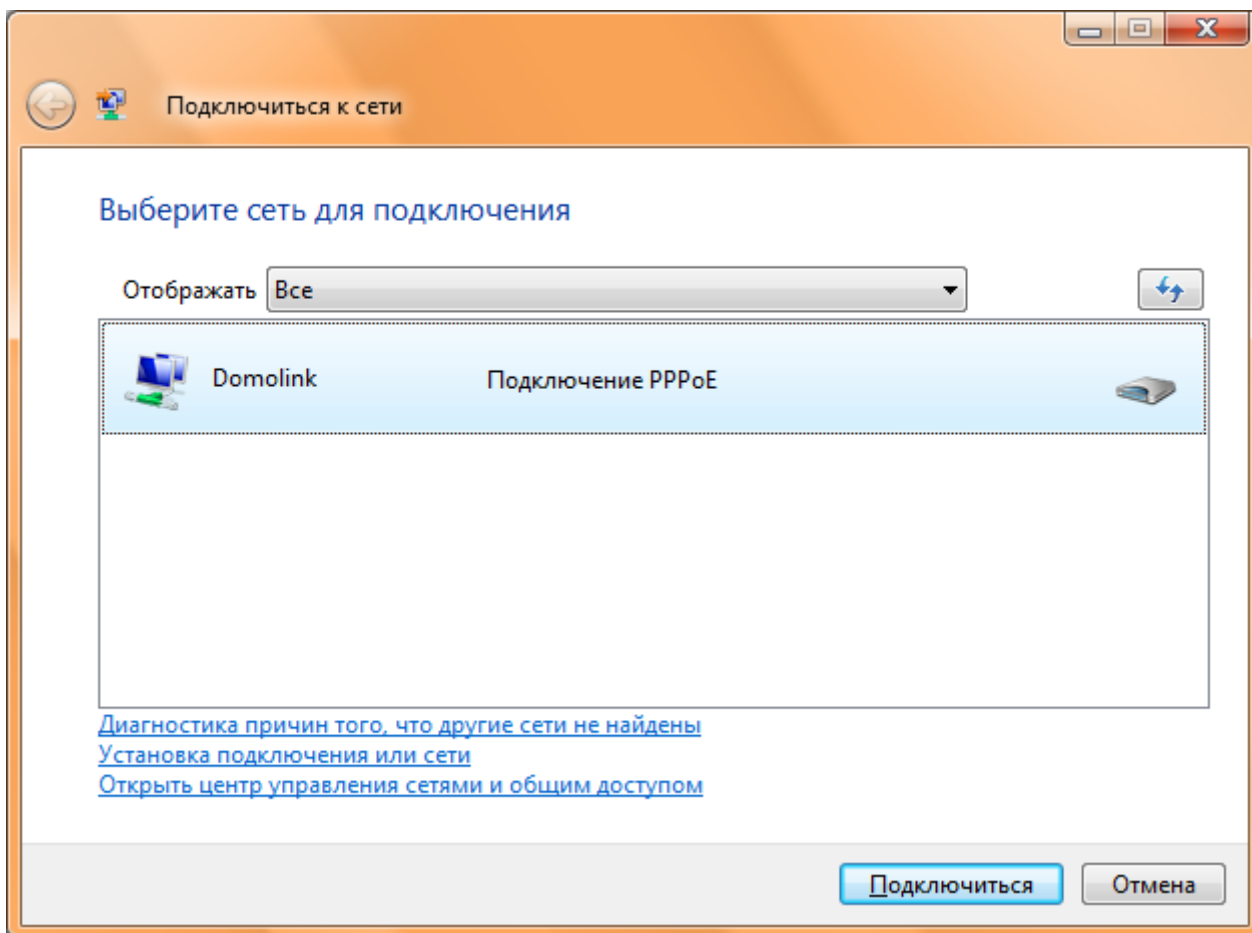 Подключиться к сети
Выберите сеть для подключения
Отображать Все
Domolink Подключение PPPoE
Диагностика причин того, что другие сети не найдены
Установка подключения или сети
Открыть центр управления сетями и общим доступом
Подключиться Отмена